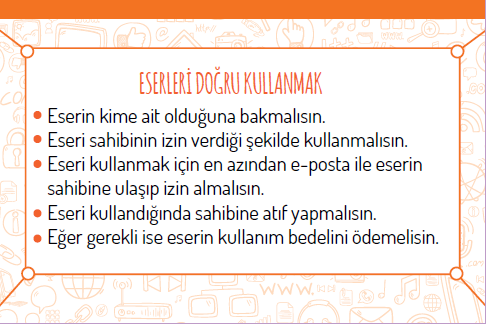 ESERLERİ DOĞRU KULLANMAK
• Eserin kime ait olduğuna bakmalısın.
• Eseri sahibinin izin verdiği şekilde kullanmalısın.
• Eseri kullanmak için en azından e-posta ile eserin
sahibine ulaşıp izin almalısın.
• Eseri kullandığında sahibine atıf yapmalısın.
• Eğer gerekli ise eserin kullanım bedelini ödemelisin.
www.